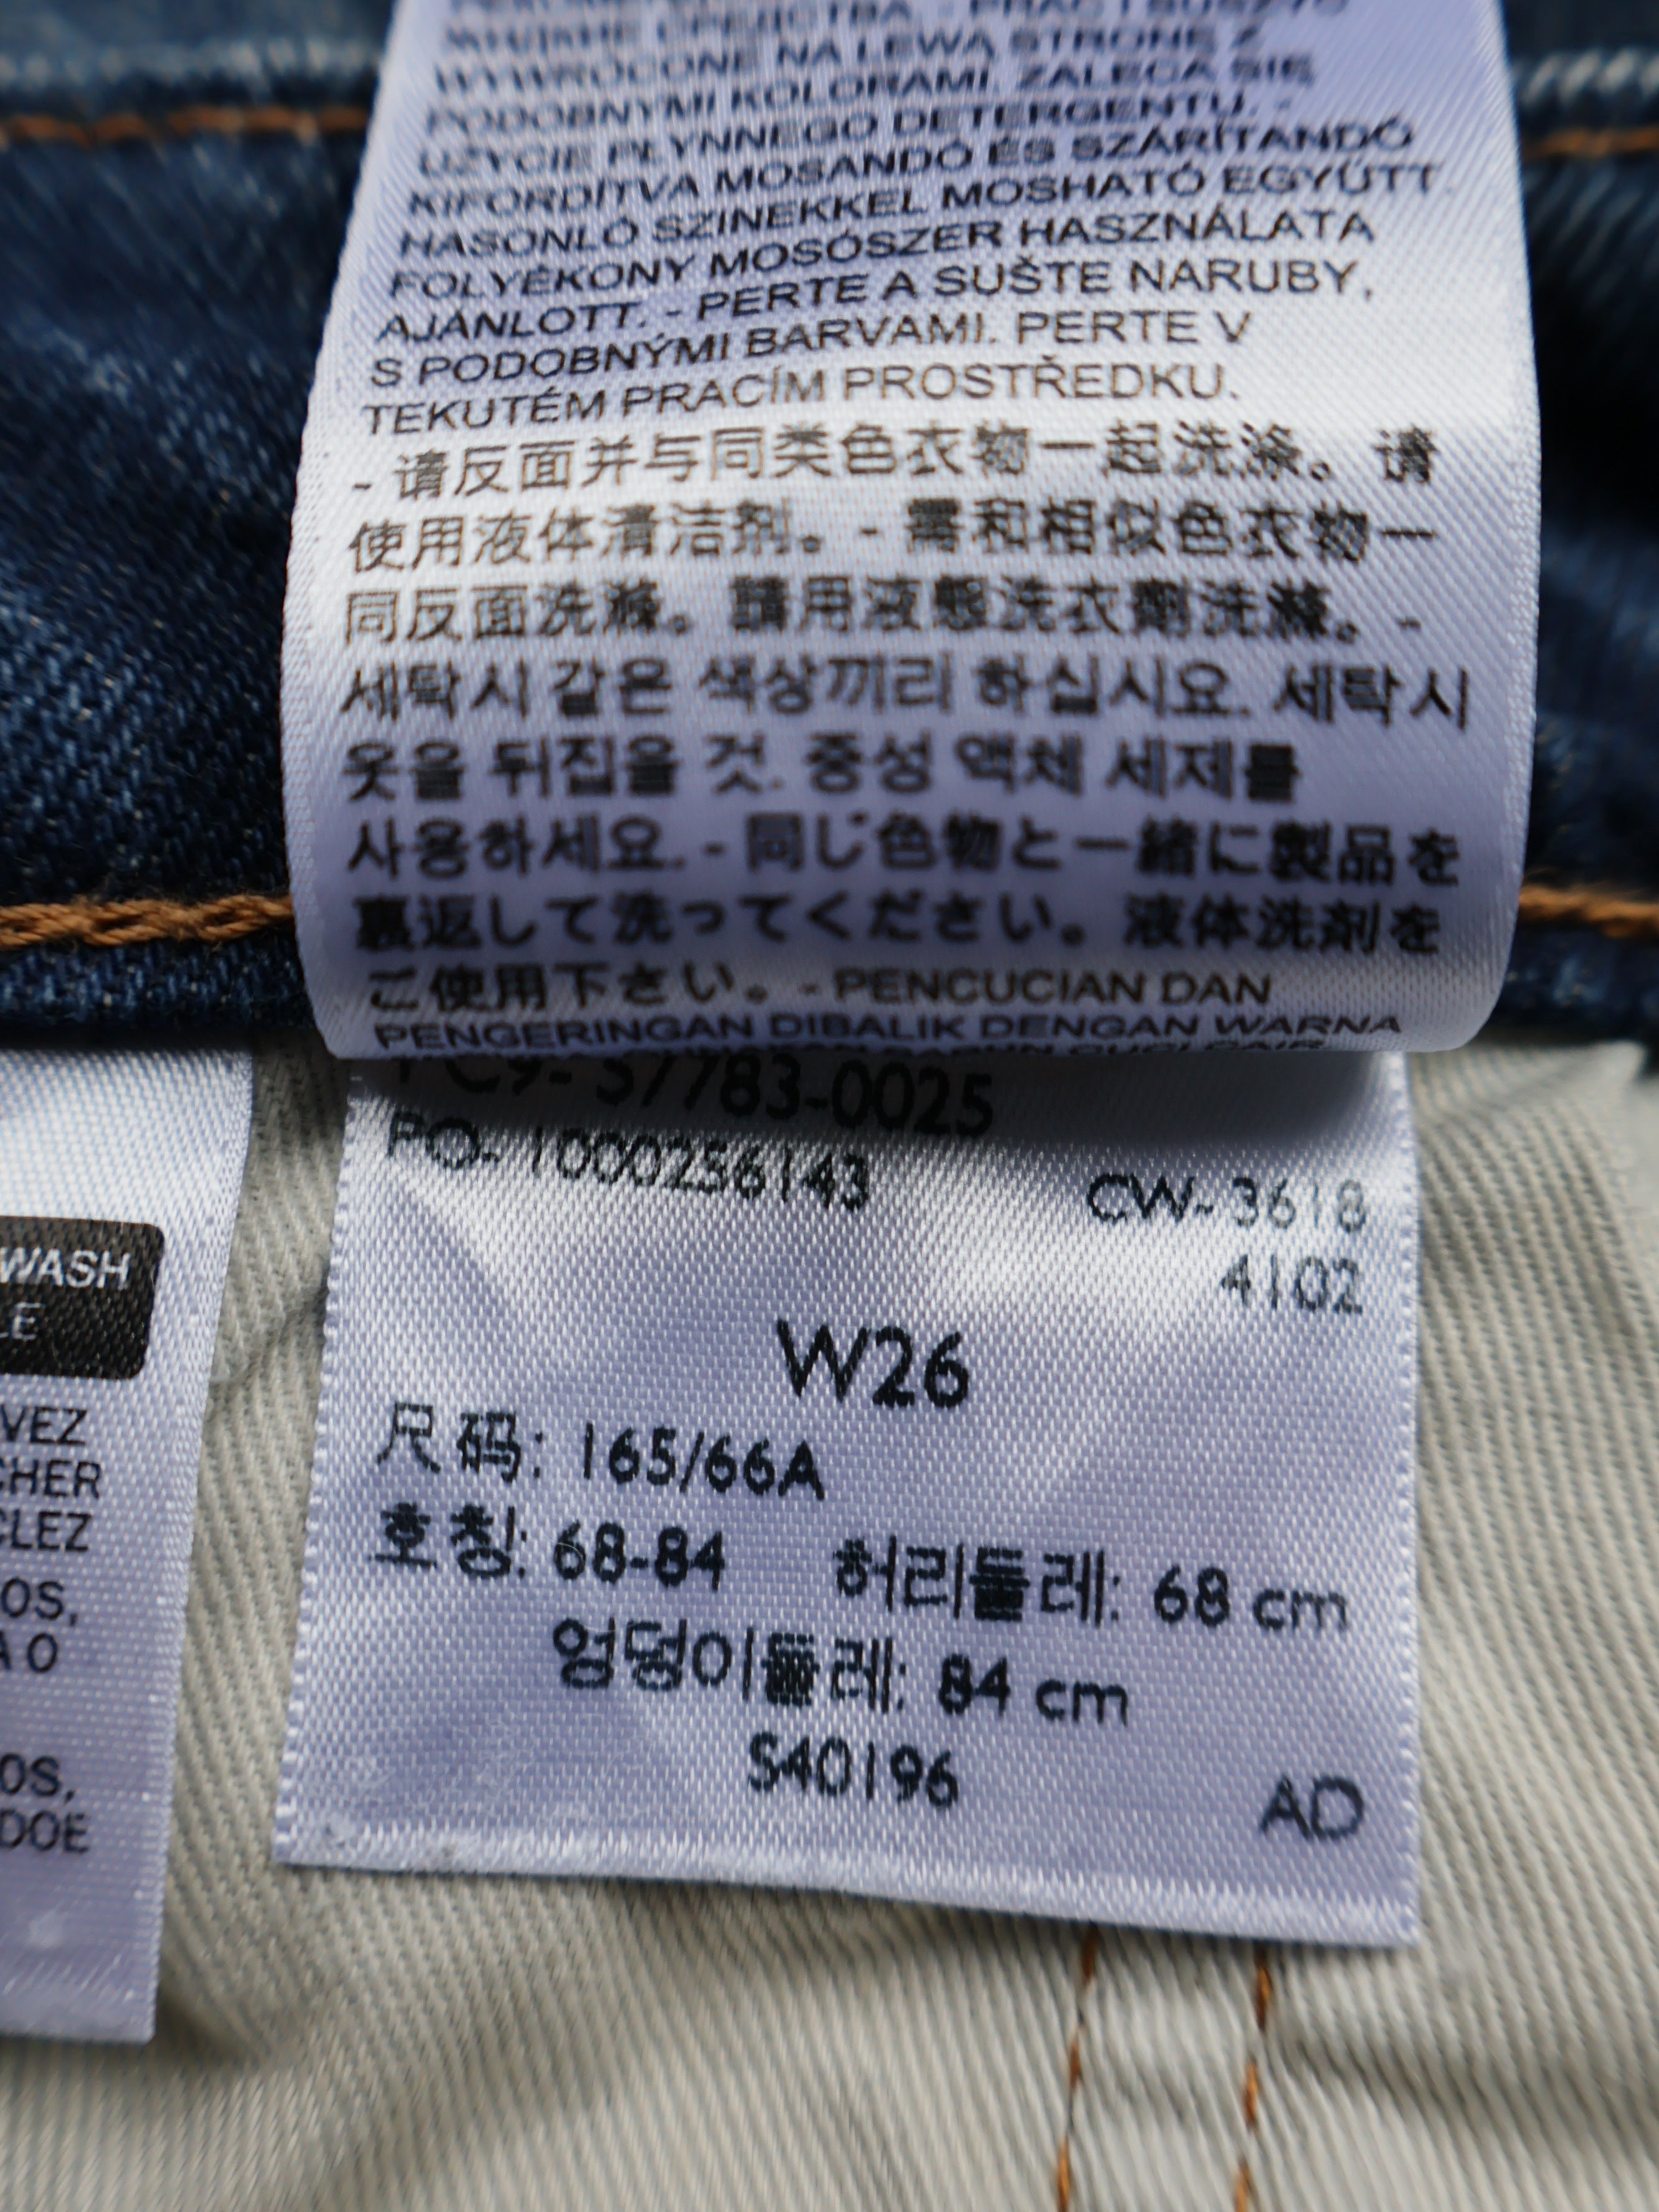 WYWRÓCONE NA LEWĄ STRONĘ Z
PODOBNYMI KOLORAMI. ZALECA SIĘ
UŻYCIE PŁYNNEGO DETERGENTU. -
KIFORDÍTVA MOSANDÓ ÉS SZÁRÍTANDÓ
HASONLÓ SZINEKKEL MOSHATÓ EGYÜTT.
FOLYÉKONY MOSÓSZER HASZNÁLATA
AJÁNLOTT. - PERTE A SUŠTE NARUBY,
S PODOBNÝMI BARVAMI. PERTE V
TEKUTÉM PRACÍM PROSTŘEDKU.
- 请反面并与同类色衣物一起洗涤。请
使用液体清洁剂。- 需和相似色衣物一
同反面洗滌。請用液態洗衣劑洗滌。-
세탁시 같은 색상끼리 하십시요. 세탁시
옷을 뒤집을 것. 중성 액체 세제를
사용하세요. - 同じ色物と一緒に製品を
裏返して洗ってください。液体洗剤を
ご使用下さい。- PENCUCIAN DAN
PENGERINGAN DIBALIK DENGAN WARNA
PC9- 57783-0025
PO- 1000256143
CW- 3618
4102
W26
尺码: 165/66A
호칭: 68-84 허리둘레: 68 cm
엉덩이둘레: 84 cm
S40196
AD
WASH
LE
VEZ
CHER
CLEZ
OS,
A O
OS,
DOE